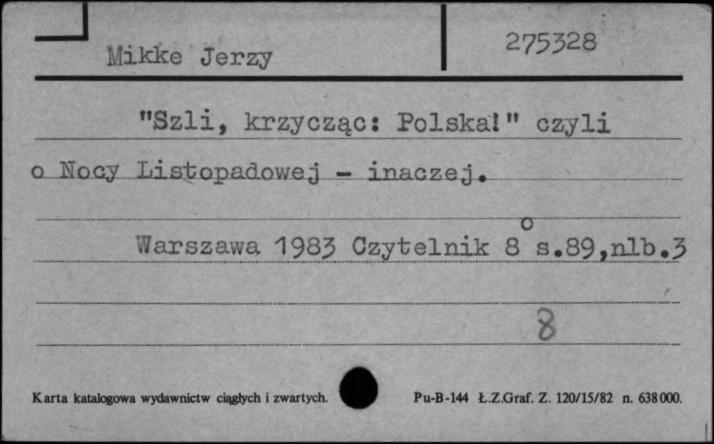 Mikke Jerzy
275328
"Szli, krzycząc: Polska!" czyli
o Nocy Listopadowej - inaczej.
Warszawa 1983 Czytelnik 8° s.89,nlb.3
8
Karta katalogowa wydawnictw ciągłych i zwartych.
Pu-B-144 Ł.Z.Graf. Z. 120/15/82 n. 638000.